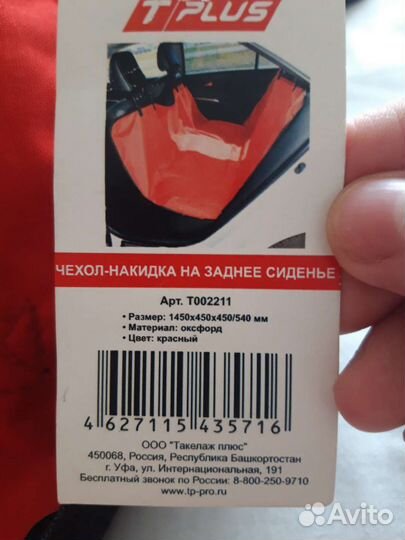 T PLUS
ЧЕХОЛ-НАКИДКА НА ЗАДНЕЕ СИДЕНЬЕ
Арт. Т002211
• Размер: 1450х450х450/540 мм
• Материал: оксфорд
• Цвет: красный
4 627115 435716
ООО "Такелаж плюс"
450068, Россия, Республика Башкортостан
г. Уфа, ул. Интернациональная, 191
Бесплатный звонок по России: 8-800-250-9710
www.tp-pro.ru
Avito